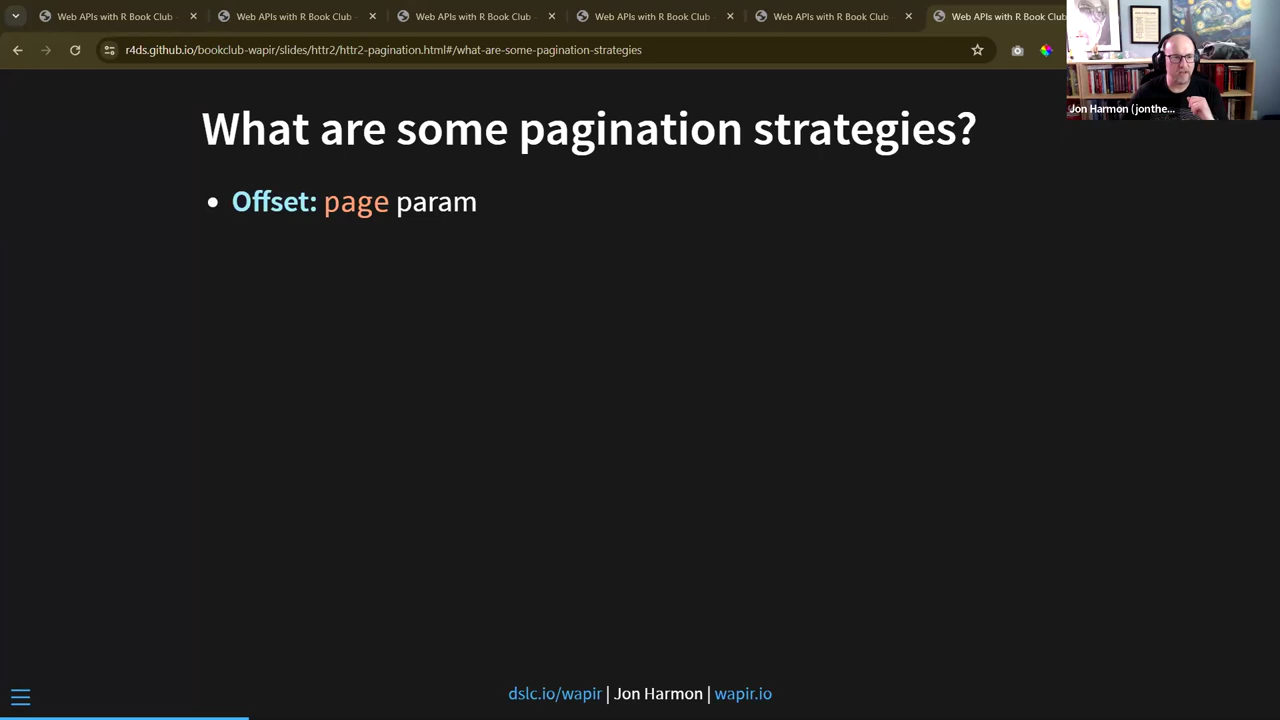 Web APIs with R Book Club
Web APIs with R Book Club
Web APIs with R Book Club
Web APIs with R Book Club
Web APIs with R Book Club
Web APIs with R Book Club
r4ds.github.io/bookclub-wapir/slides/httr2/httr2-pagination.html#/what-are-some-pagination-strategies
Jon Harmon (jonthe...
What are some pagination strategies?
• Offset: page param
dslc.io/wapir | Jon Harmon | wapir.io